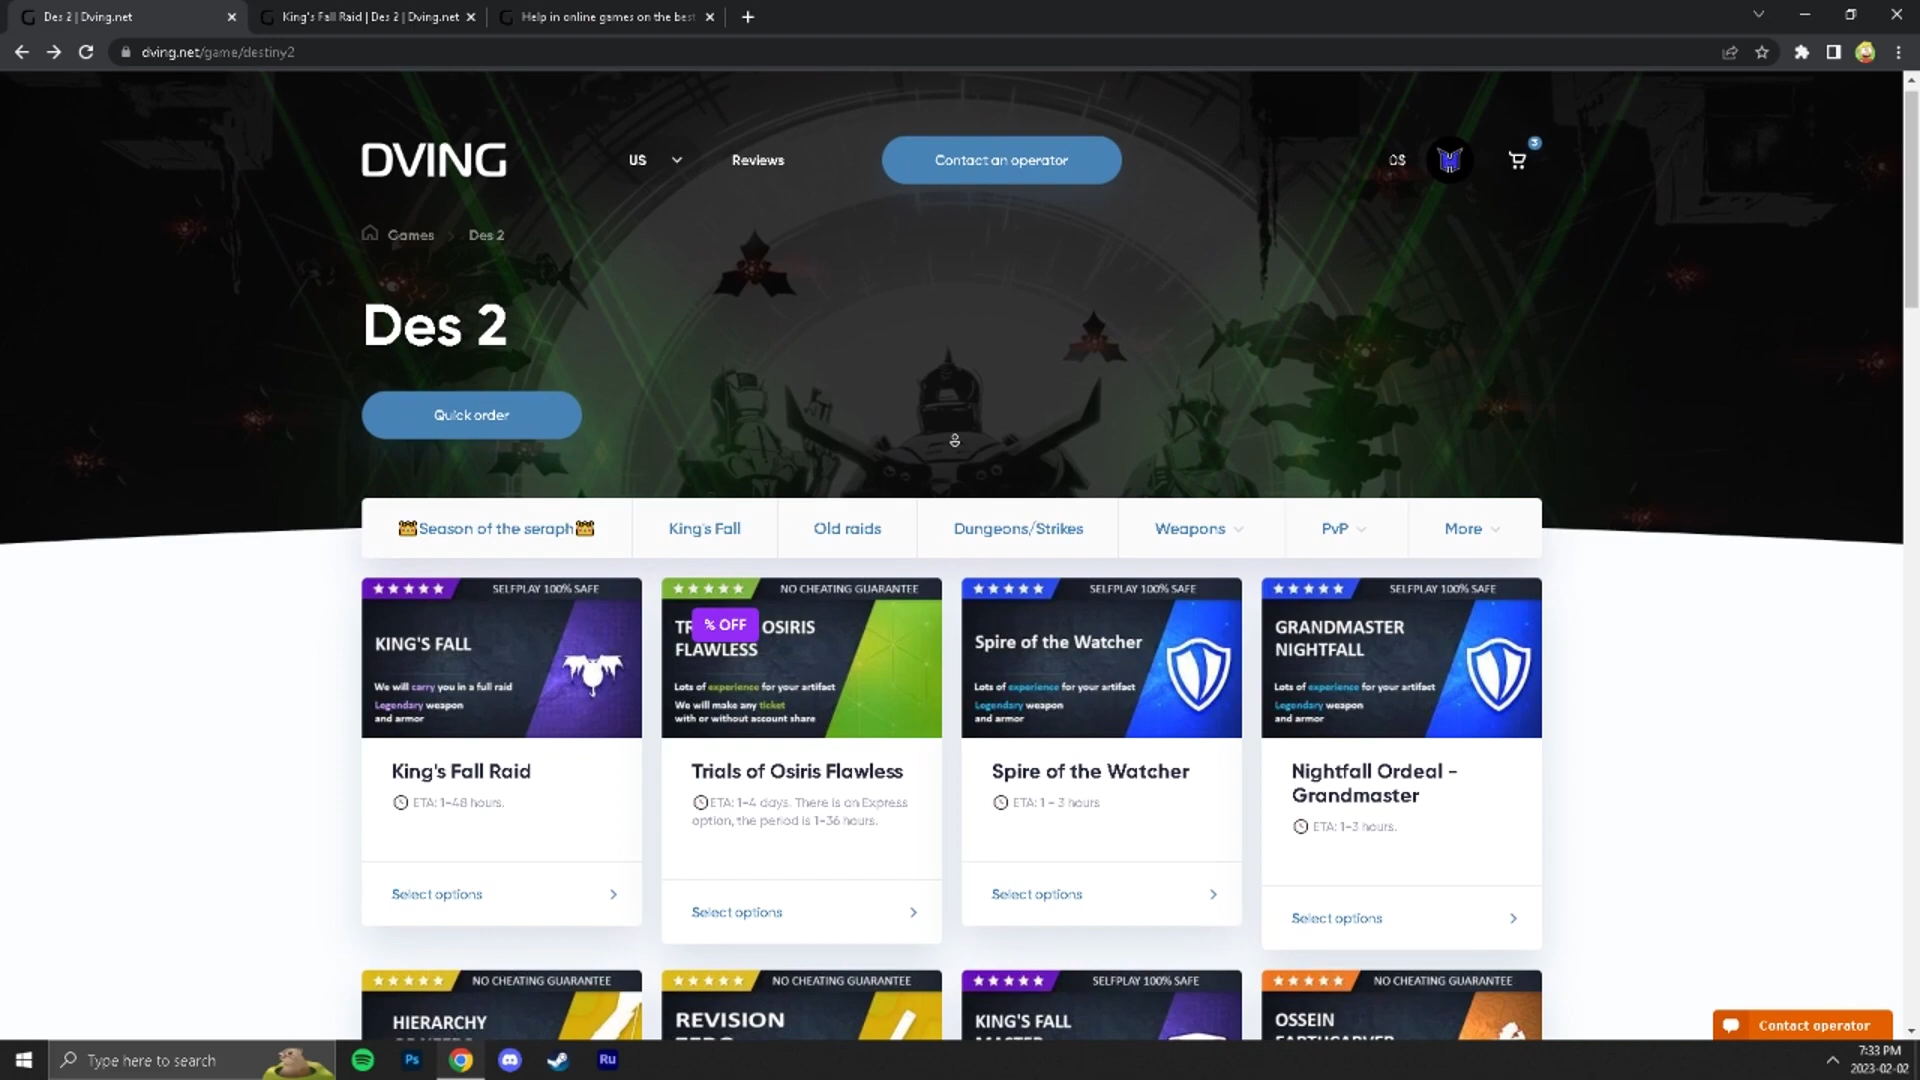 Des 2 | Dving.net
King's Fall Raid | Des 2 | Dving.net
Help in online games on the best
dving.net/game/destiny2
DVING
US
Reviews
Contact an operator
0$
3
Games
Des 2
Des 2
Quick order
Season of the seraph
King's Fall
Old raids
Dungeons/Strikes
Weapons
PvP
More
SELFPLAY 100% SAFE
KING'S FALL
We will carry you in a full raid
Legendary weapon
and armor
King's Fall Raid
ETA: 1-48 hours.
Select options
NO CHEATING GUARANTEE
% OFF
OSIRIS
FLAWLESS
Lots of experience for your artifact
We will make any ticket
with or without account share
Trials of Osiris Flawless
ETA: 1-4 days. There is an Express
option, the period is 1-36 hours.
Select options
SELFPLAY 100% SAFE
Spire of the Watcher
Lots of experience for your artifact
Legendary weapon
and armor
Spire of the Watcher
ETA: 1 - 3 hours
Select options
SELFPLAY 100% SAFE
GRANDMASTER
NIGHTFALL
Lots of experience for your artifact
Legendary weapon
and armor
Nightfall Ordeal -
Grandmaster
ETA: 1-3 hours.
Select options
NO CHEATING GUARANTEE
HIERARCHY
NO CHEATING GUARANTEE
REVISION
SELFPLAY 100% SAFE
KING'S FALL
NO CHEATING GUARANTEE
OSSEIN
Contact operator
Type here to search
Ps
Ru
7:33 PM
2023-02-02